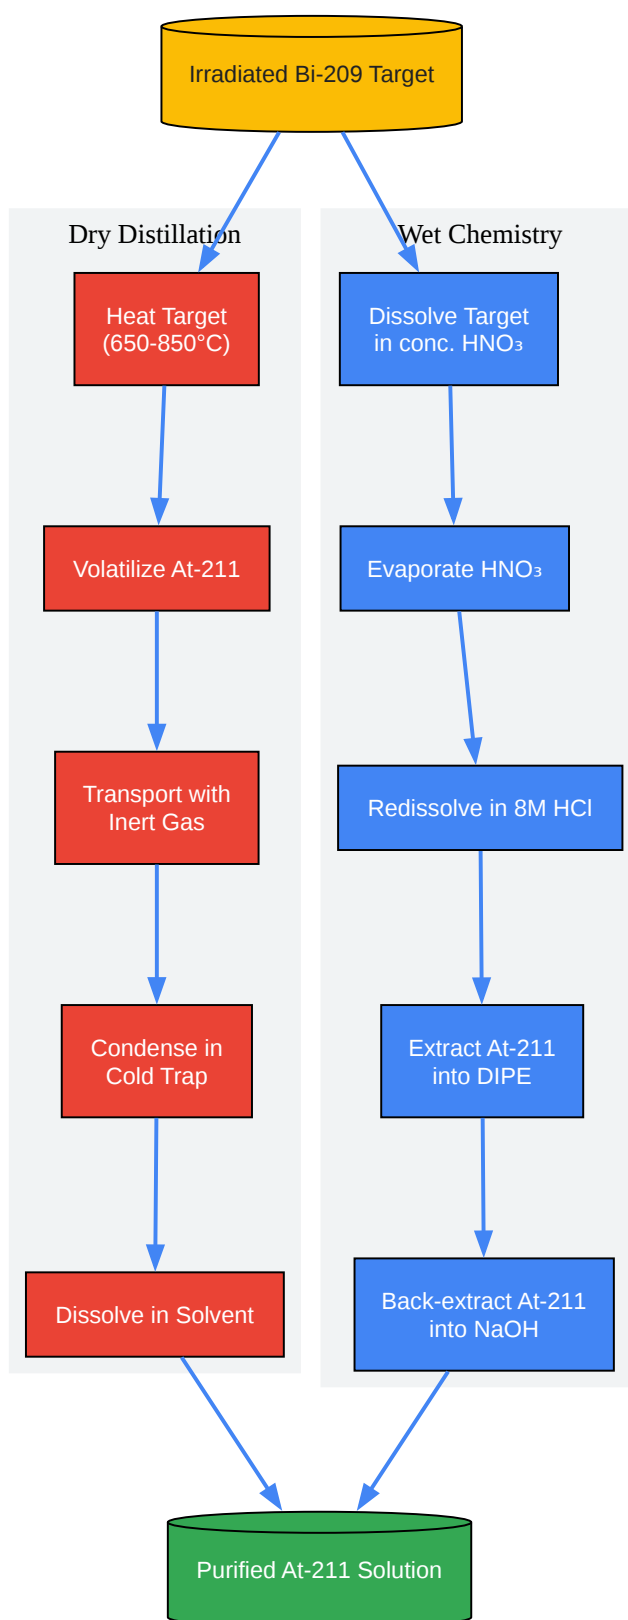 Irradiated Bi-209 Target
Dry Distillation
Heat Target
(650-850°C)
Volatilize At-211
Transport with
Inert Gas
Condense in
Cold Trap
Dissolve in Solvent
Wet Chemistry
Dissolve Target
in conc. HNO₃
Evaporate HNO₃
Redissolve in 8M HCl
Extract At-211
into DIPE
Back-extract At-211
into NaOH
Purified At-211 Solution